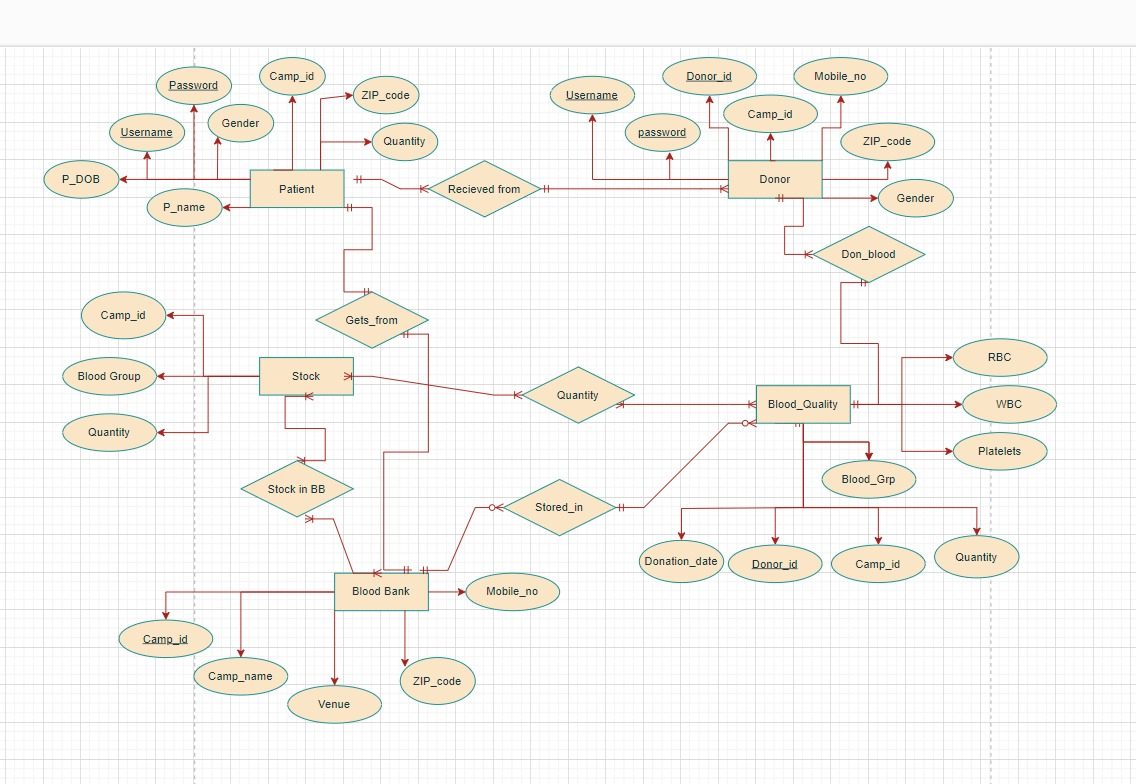 Camp_id
Donor_id
Mobile_no
Password
ZIP_code
Username
Camp_id
Gender
Username
password
Quantity
ZIP_code
P_DOB
Patient
Recieved from
Donor
P_name
Gender
Don_blood
Camp_id
Gets_from
RBC
Blood Group
Stock
Quantity
Blood_Quality
WBC
Quantity
Platelets
Blood_Grp
Stock in BB
Stored_in
Donation_date
Donor_id
Camp_id
Quantity
Blood Bank
Mobile_no
Camp_id
Camp_name
ZIP_code
Venue